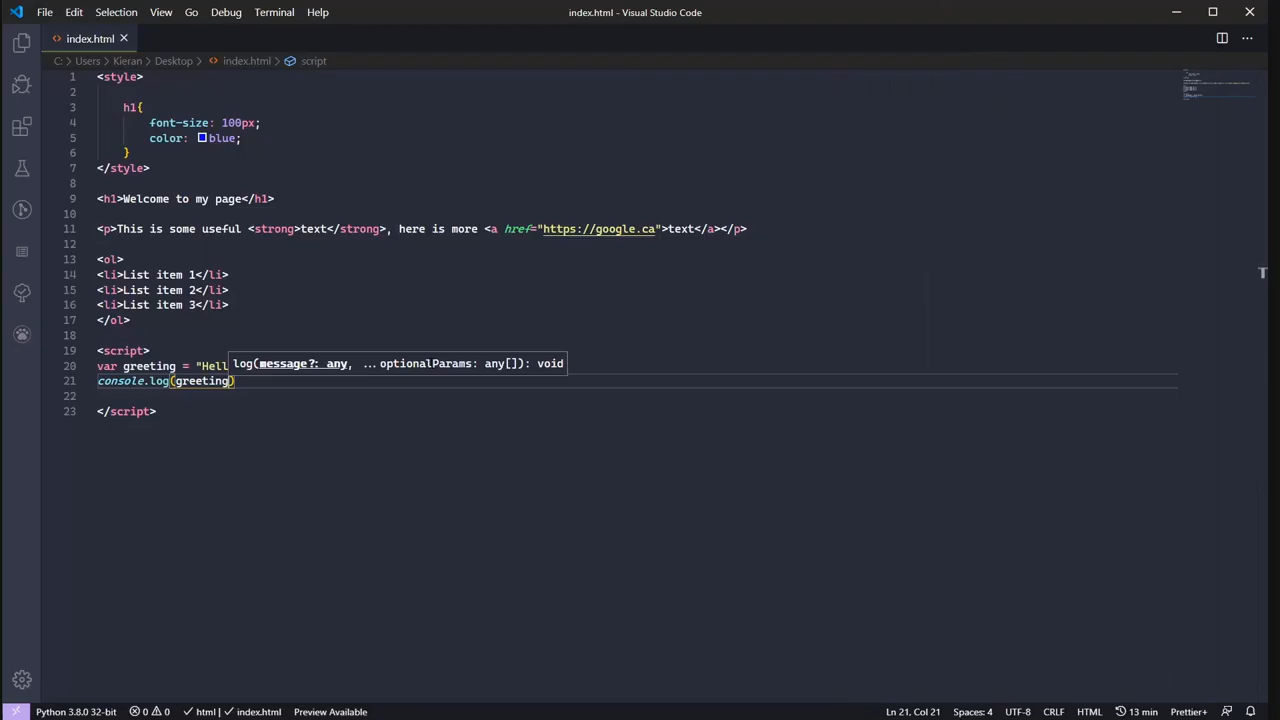 File Edit Selection View Go Debug Terminal Help
index.html - Visual Studio Code
index.html
C: > Users > Kieran > Desktop > index.html > script
1 <style>
2
3 h1{
4 font-size: 100px;
5 color: blue;
6 }
7 </style>
8
9 <h1>Welcome to my page</h1>
10
11 <p>This is some useful <strong>text</strong>, here is more <a href="https://google.ca">text</a></p>
12
13 <ol>
14 <li>List item 1</li>
15 <li>List item 2</li>
16 <li>List item 3</li>
17 </ol>
18
19 <script>
log(message?: any, ...optionalParams: any[]): void
20 var greeting = "Hell
21 console.log(greeting)
22
23 </script>
Python 3.8.0 32-bit 0 0 html | index.html Preview Available Ln 21, Col 21 Spaces: 4 UTF-8 CRLF HTML 13 min Prettier+